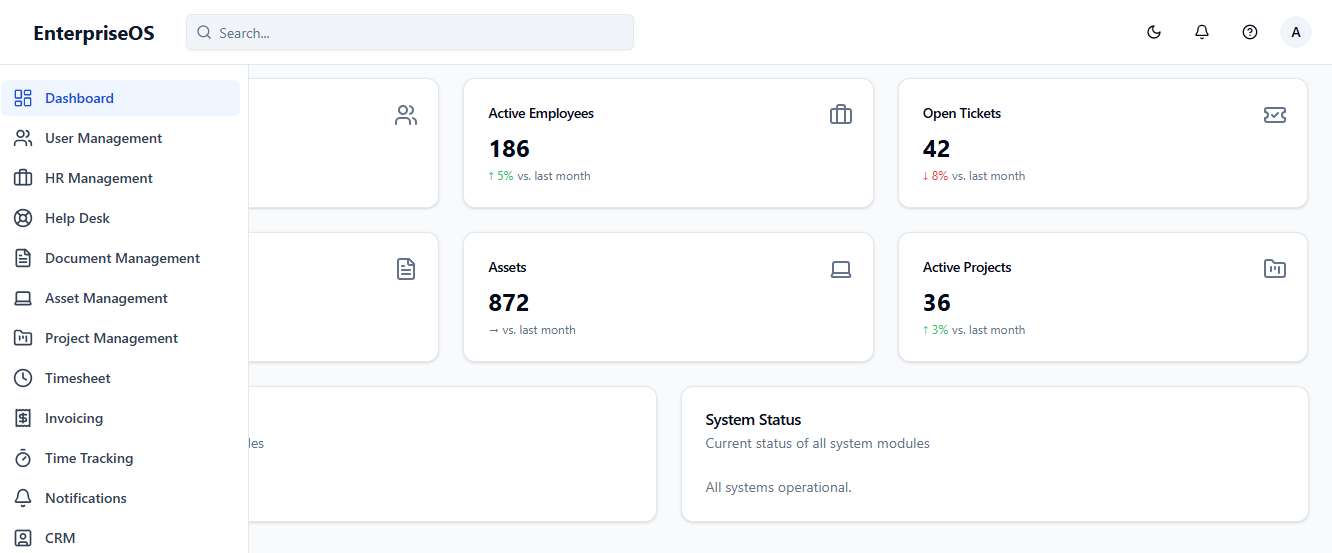 EnterpriseOS
Search...
A
Dashboard
User Management
HR Management
Help Desk
Document Management
Asset Management
Project Management
Timesheet
Invoicing
Time Tracking
Notifications
CRM
Active Employees
186
↑ 5% vs. last month
Open Tickets
42
↓ 8% vs. last month
Assets
872
→ vs. last month
Active Projects
36
↑ 3% vs. last month
System Status
Current status of all system modules
All systems operational.